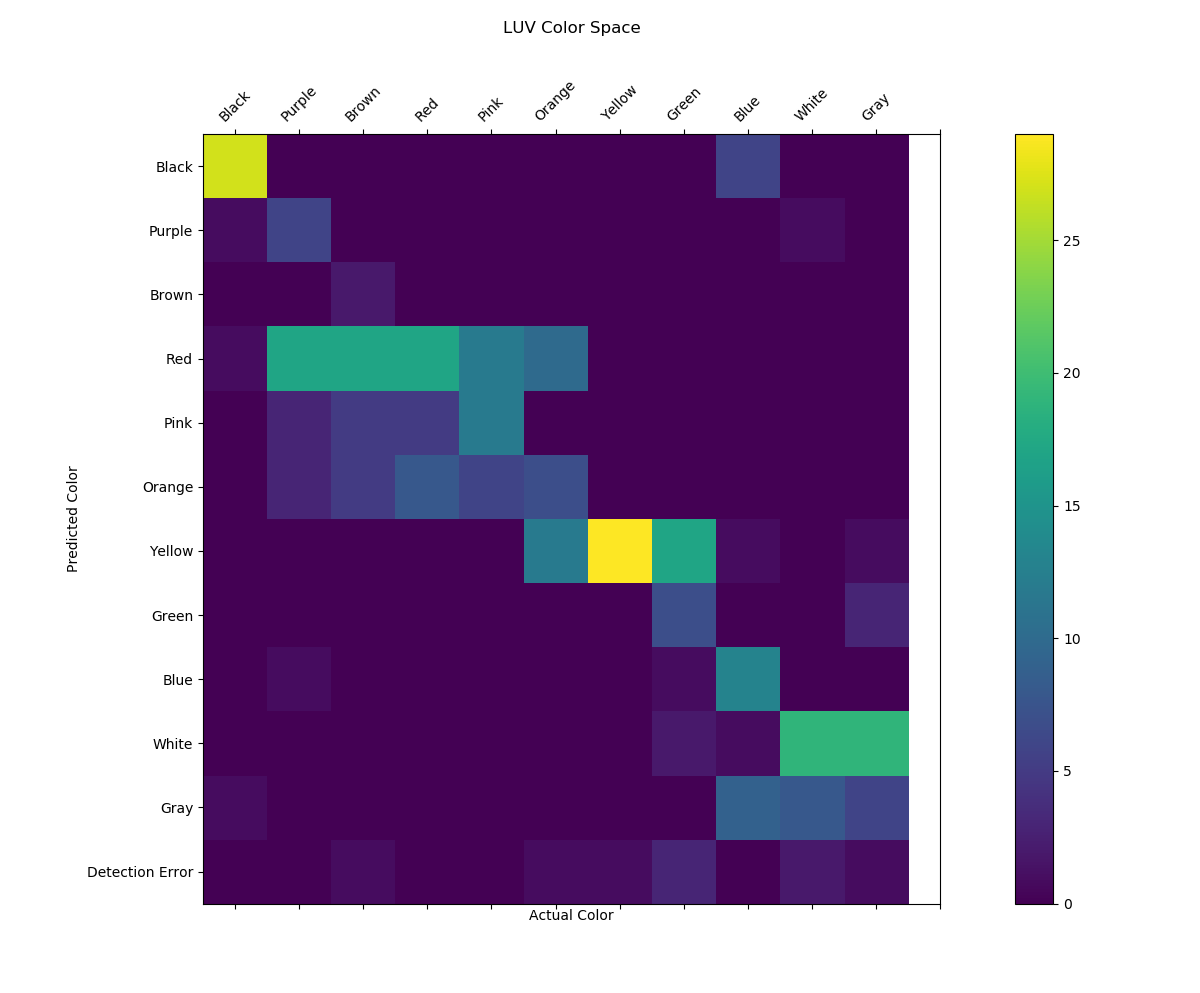 LUV Color Space
Black Purple Brown Red Pink Orange Yellow Green Blue White Gray
Black
Purple
Brown
Red
Pink
Orange
Yellow
Green
Blue
White
Gray
Detection Error
Predicted Color
Actual Color
25
20
15
10
5
0